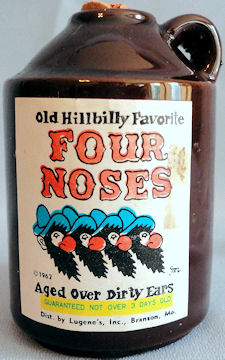 Old Hillbilly Favorite
FOUR
NOSES
©1962
Aged Over Dirty Ears
GUARANTEED NOT OVER 3 DAYS OLD
Dist. by Lugene's, Inc., Branson, Mo.